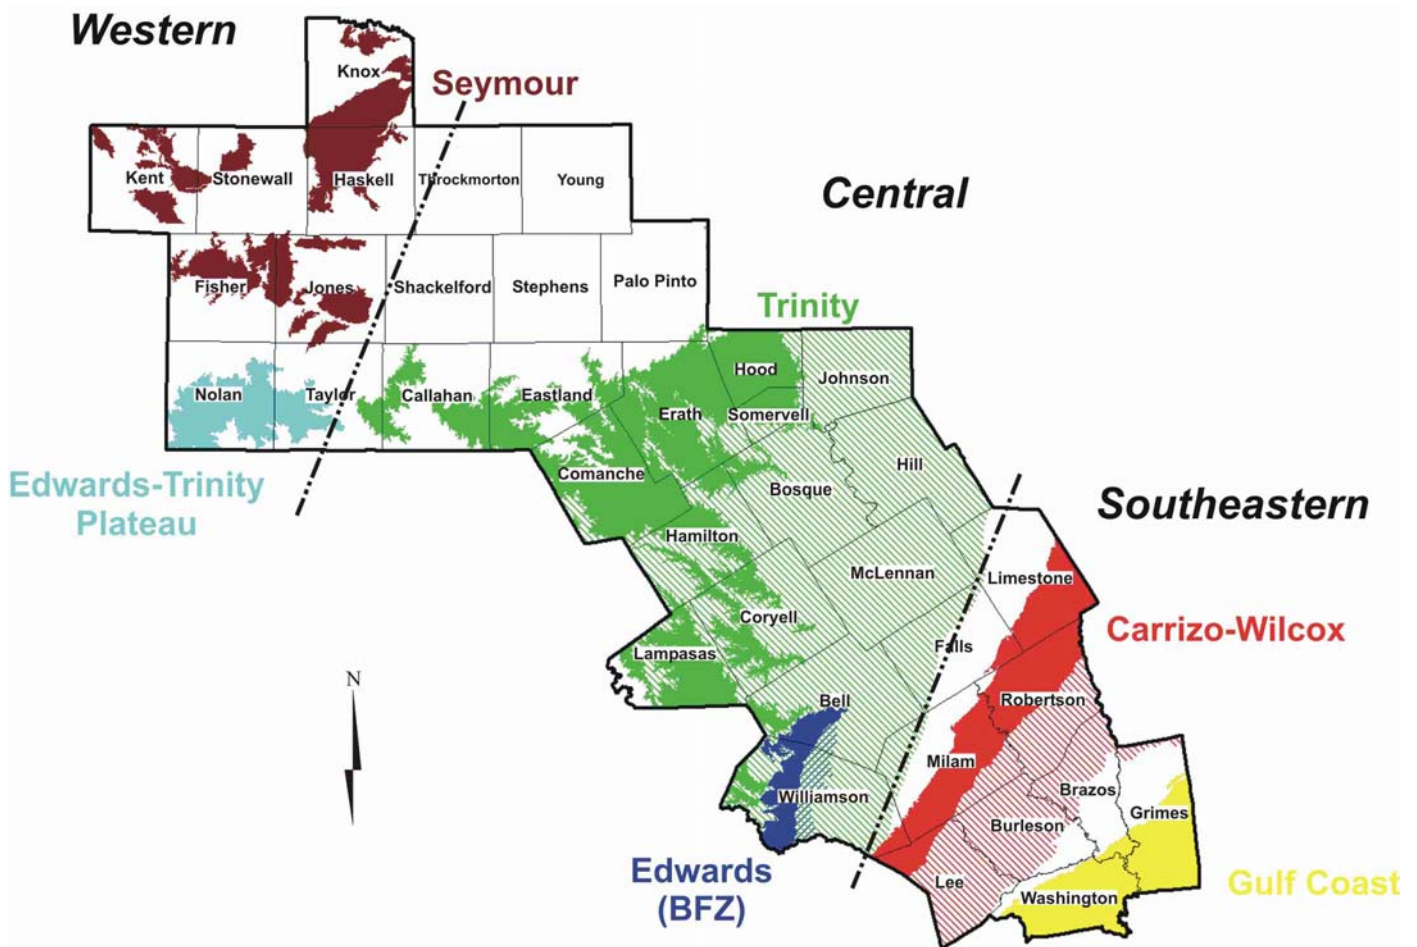 Western
Knox
Seymour
Kent
Stonewall
Haskell
Throckmorton
Young
Central
Fisher
Jones
Shackelford
Stephens
Palo Pinto
Trinity
Nolan
Taylor
Callahan
Eastland
Hood
Johnson
Erath
Somervell
Edwards-Trinity
Plateau
Comanche
Bosque
Hill
Southeastern
Hamilton
McLennan
Limestone
Coryell
Carrizo-Wilcox
Lampasas
Falls
N
Bell
Robertson
Milam
Williamson
Brazos
Grimes
Burleson
Edwards
(BFZ)
Lee
Washington
Gulf Coast